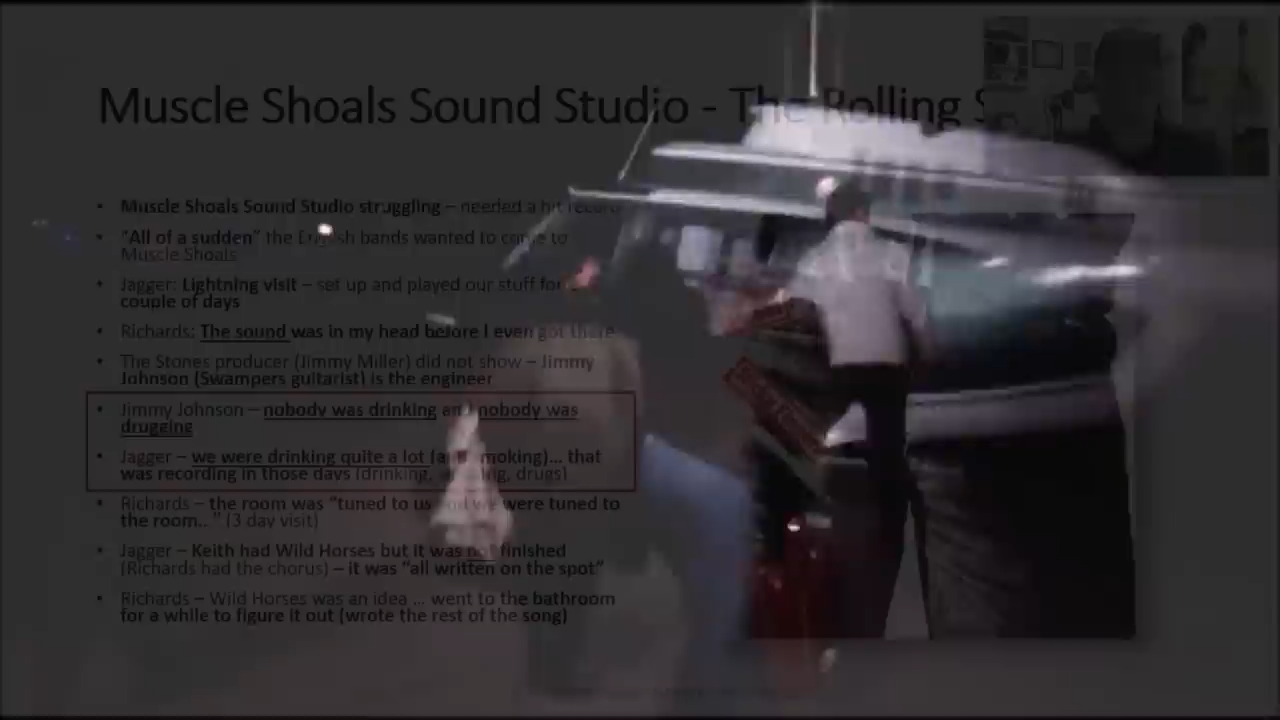 Muscle Shoals Sound Studio - The Rolling S
• Muscle Shoals Sound Studio struggling – needed a hit record
• “All of a sudden” the English bands wanted to come to
Muscle Shoals
• Jagger: Lightning visit – set up and played our stuff for
couple of days
• Richards: The sound was in my head before I even got there
• The Stones producer (Jimmy Miller) did not show – Jimmy
Johnson (Swampers guitarist) is the engineer
• Jimmy Johnson – nobody was drinking and nobody was
drugging
• Jagger – we were drinking quite a lot (and smoking)… that
was recording in those days (drinking, drugs)
• Richards – the room was “tuned to us and we were tuned to
the room.. ” (3 day visit)
• Jagger – Keith had Wild Horses but it was not finished
(Richards had the chorus) – it was “all written on the spot”
• Richards – Wild Horses was an idea … went to the bathroom
for a while to figure it out (wrote the rest of the song)